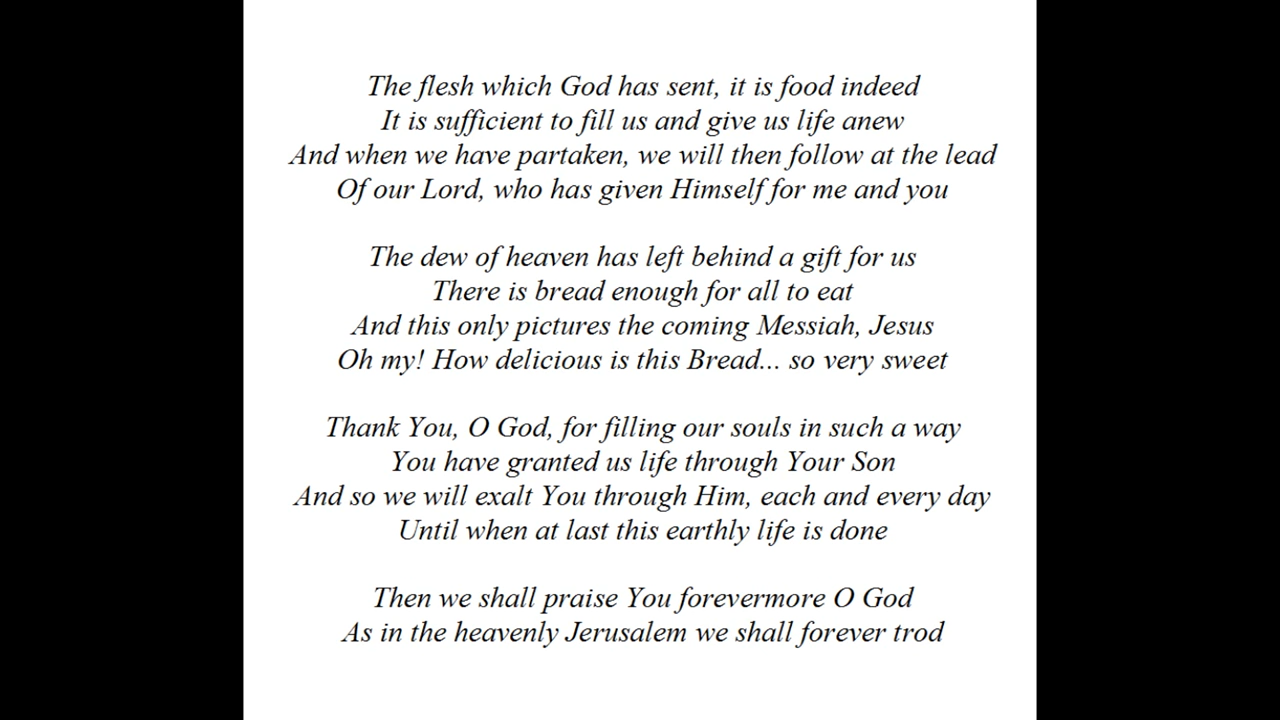 The flesh which God has sent, it is food indeed
It is sufficient to fill us and give us life anew
And when we have partaken, we will then follow at the lead
Of our Lord, who has given Himself for me and you
The dew of heaven has left behind a gift for us
There is bread enough for all to eat
And this only pictures the coming Messiah, Jesus
Oh my! How delicious is this Bread... so very sweet
Thank You, O God, for filling our souls in such a way
You have granted us life through Your Son
And so we will exalt You through Him, each and every day
Until when at last this earthly life is done
Then we shall praise You forevermore O God
As in the heavenly Jerusalem we shall forever trod